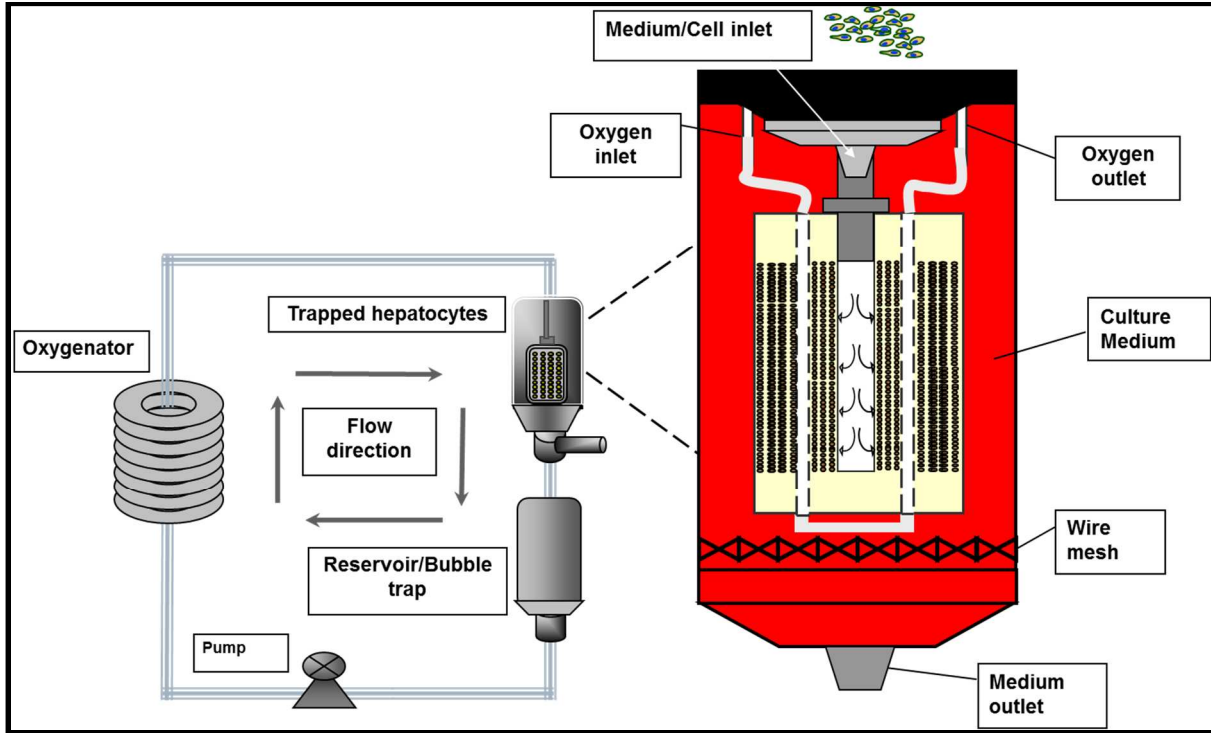 Medium/Cell inlet
Oxygen
inlet
Oxygen
outlet
Trapped hepatocytes
Oxygenator
Flow
direction
Culture
Medium
Reservoir/Bubble
trap
Wire
mesh
Pump
Medium
outlet